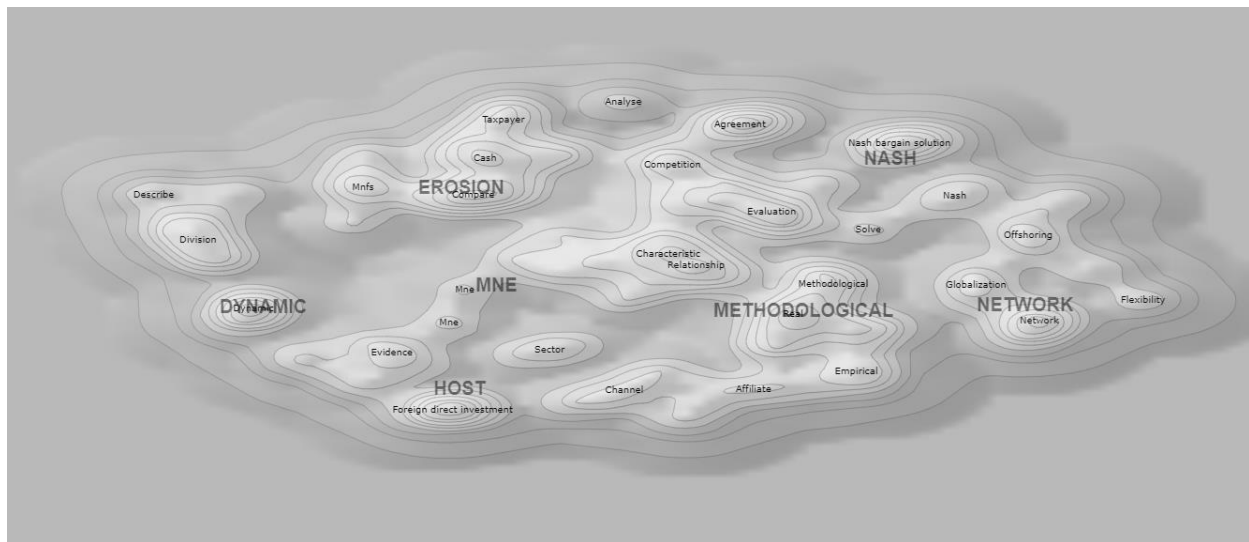 Analyse
Taxpayer
Agreement
Nash bargain solution
NASH
Cash
Competition
Mnfs
EROSION
Compare
Describe
Nash
Evaluation
Solve
Offshoring
Division
Characteristic
Relationship
Mne
MNE
Methodological
Globalization
Flexibility
DYNAMIC
Dynamic
METHODOLOGICAL
Real
NETWORK
Network
Mne
Evidence
Sector
Empirical
HOST
Channel
Affiliate
Foreign direct investment